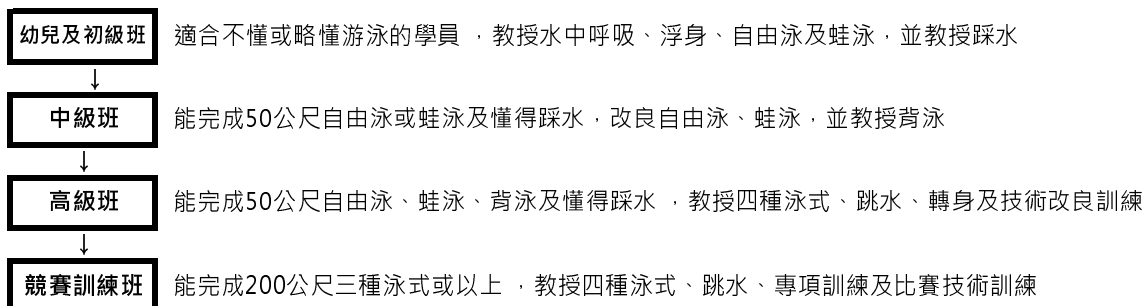 幼兒及初級班 適合不懂或略懂游泳的學員，教授水中呼吸、浮身、自由泳及蛙泳，並教授踩水
↓
中級班 能完成50公尺自由泳或蛙泳及懂得踩水，改良自由泳、蛙泳，並教授背泳
↓
高級班 能完成50公尺自由泳、蛙泳、背泳及懂得踩水，教授四種泳式、跳水、轉身及技術改良訓練
↓
競賽訓練班 能完成200公尺三種泳式或以上，教授四種泳式、跳水、專項訓練及比賽技術訓練